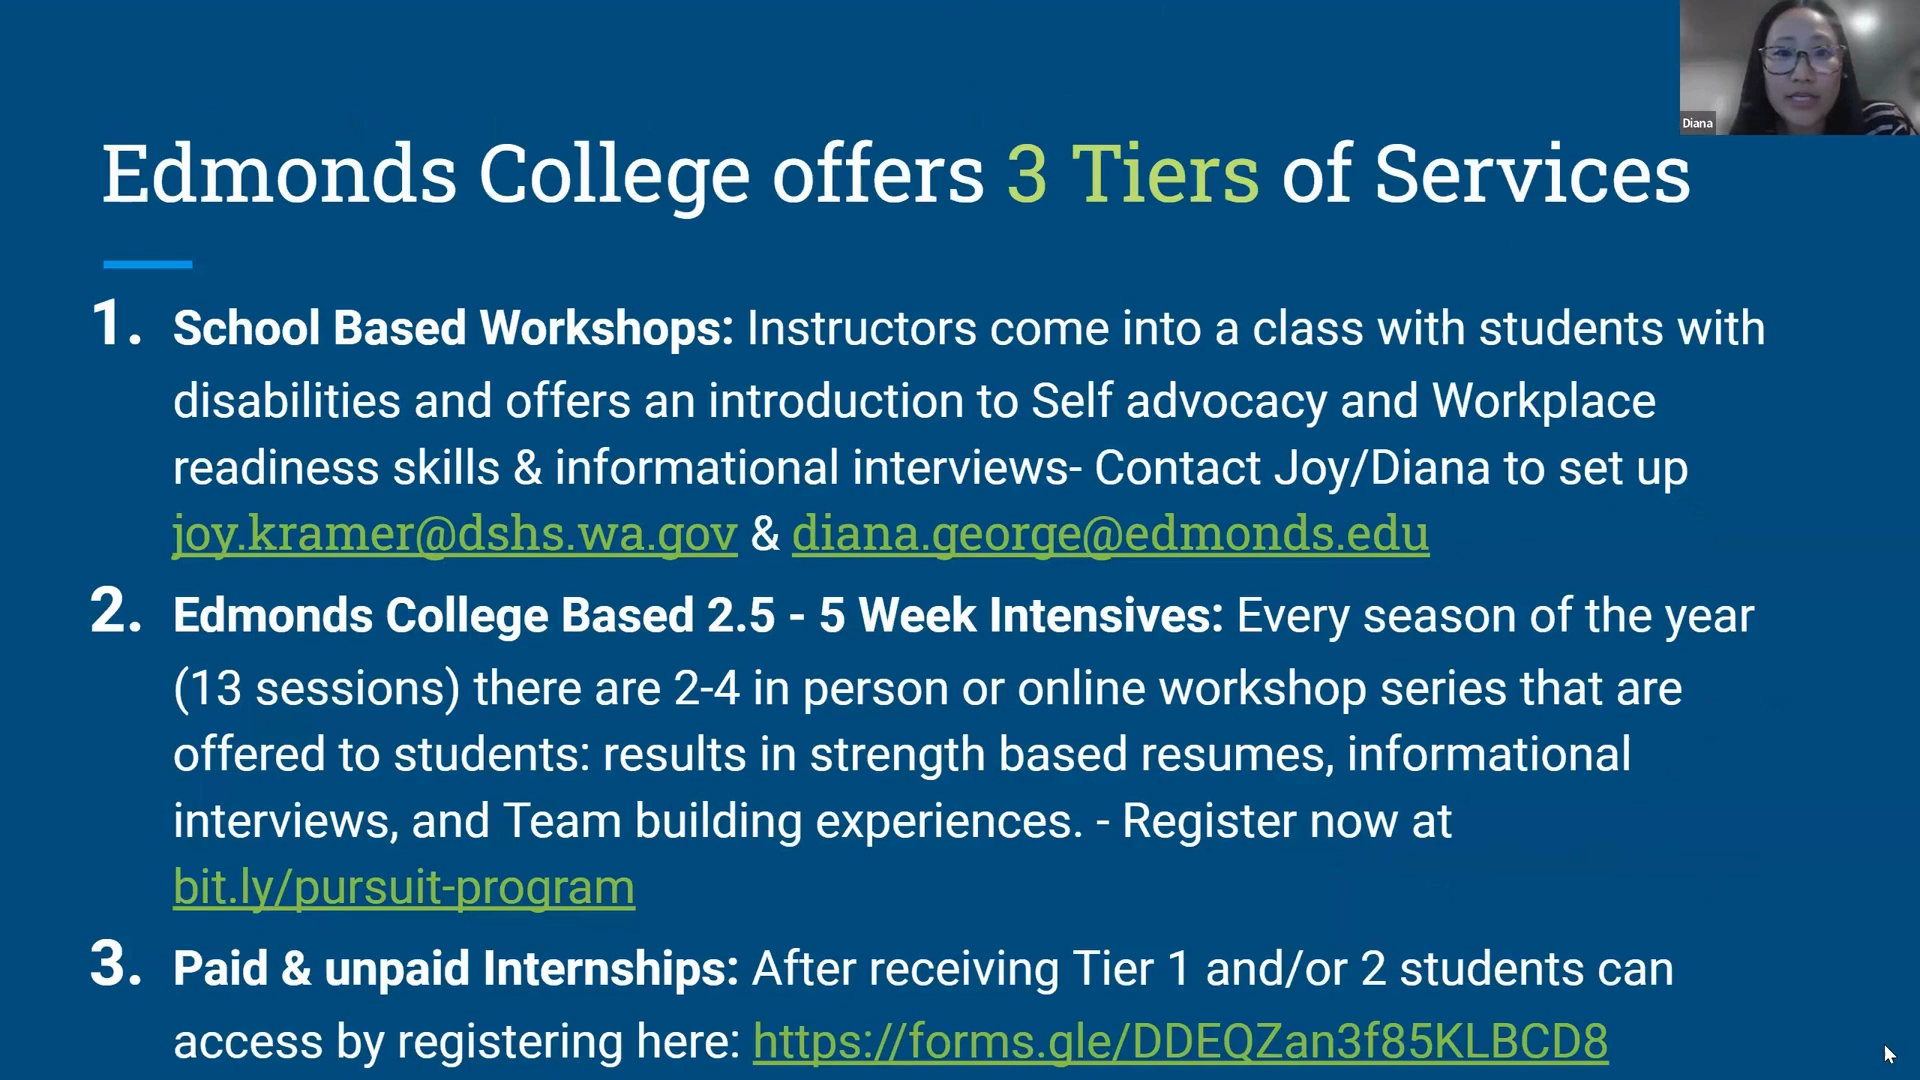 Diana
Edmonds College offers 3 Tiers of Services
1. School Based Workshops: Instructors come into a class with students with
disabilities and offers an introduction to Self advocacy and Workplace
readiness skills & informational interviews- Contact Joy/Diana to set up
joy.kramer@dshs.wa.gov & diana.george@edmonds.edu
2. Edmonds College Based 2.5 - 5 Week Intensives: Every season of the year
(13 sessions) there are 2-4 in person or online workshop series that are
offered to students: results in strength based resumes, informational
interviews, and Team building experiences. - Register now at
bit.ly/pursuit-program
3. Paid & unpaid Internships: After receiving Tier 1 and/or 2 students can
access by registering here: https://forms.gle/DDEQZan3f85KLBCD8